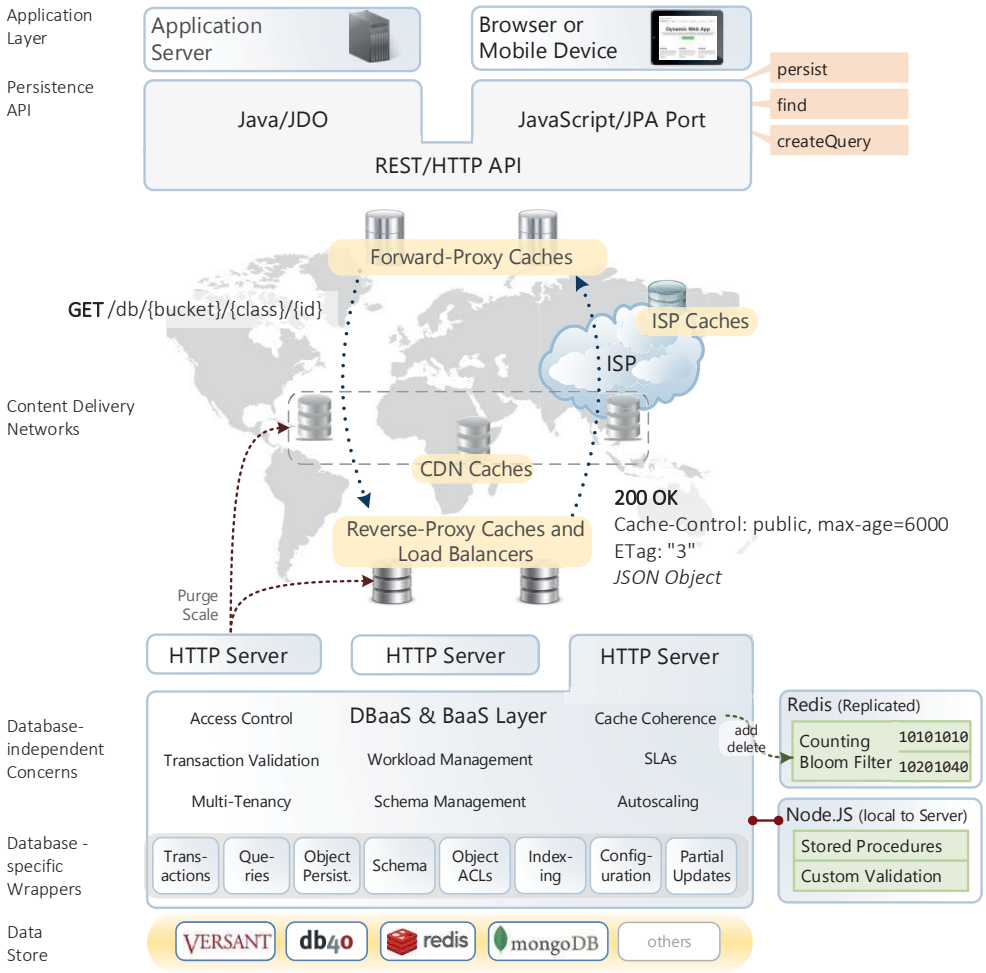 Application
Layer
Application
Server
Browser or
Mobile Device
Dynamic Web App
Persistence
API
Java/JDO
JavaScript/JPA Port
REST/HTTP API
persist
find
createQuery
Forward-Proxy Caches
GET /db/{bucket}/{class}/{id}
ISP Caches
ISP
Content Delivery
Networks
CDN Caches
200 OK
Cache-Control: public, max-age=6000
ETag: "3"
JSON Object
Reverse-Proxy Caches and
Load Balancers
Purge
Scale
HTTP Server
HTTP Server
HTTP Server
Database-
independent
Concerns
Access Control
DBaaS & BaaS Layer
Cache Coherence
Transaction Validation
Workload Management
SLAs
Multi-Tenancy
Schema Management
Autoscaling
add
delete
Redis (Replicated)
Counting
Bloom Filter
10101010
10201040
Node.JS (local to Server)
Stored Procedures
Custom Validation
Database -
specific
Wrappers
Trans-
actions
Que-
ries
Object
Persist.
Schema
Object
ACLs
Index-
ing
Config-
uration
Partial
Updates
Data
Store
VERSANT
db4o
redis
mongoDB
others